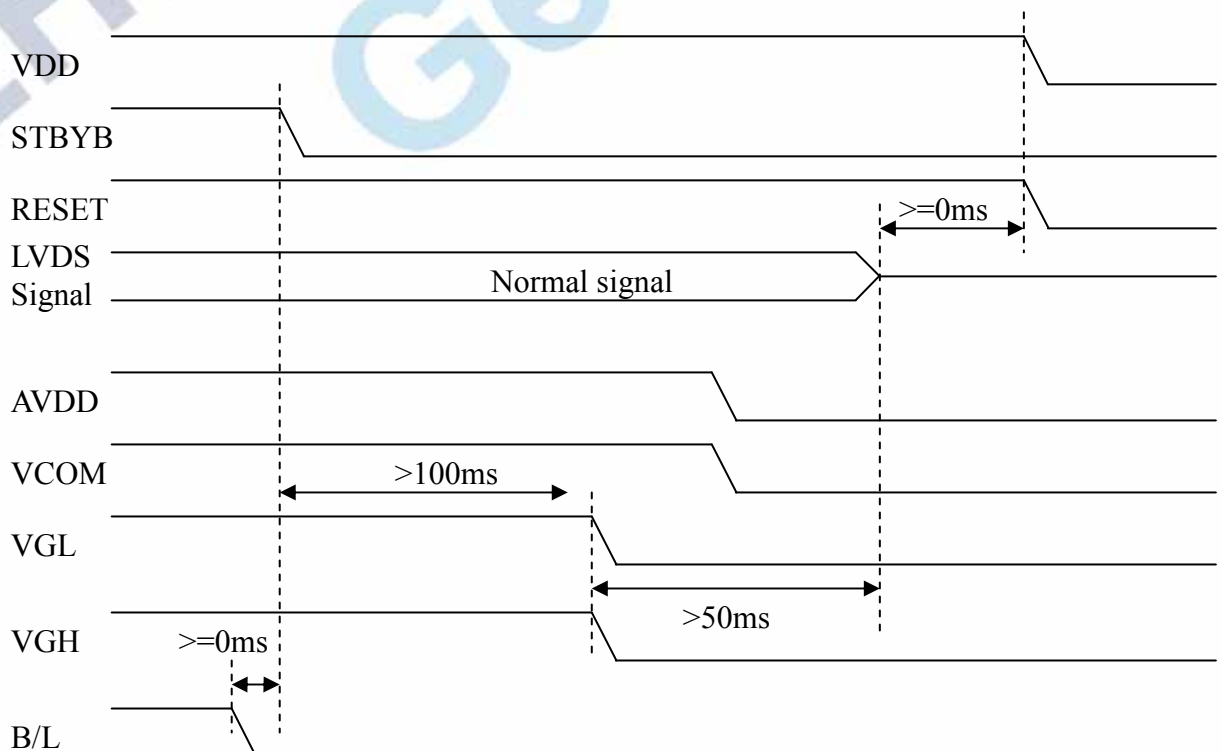 VDD
STBYB
RESET
>=0ms
LVDS
Signal
Normal signal
AVDD
VCOM
>100ms
VGL
>50ms
VGH
>=0ms
B/L